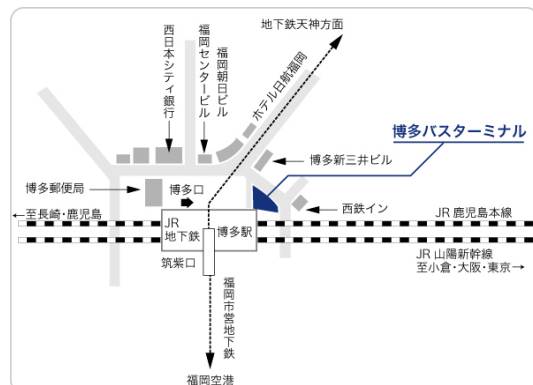 地下鉄天神方面
西日本シティ銀行
福岡センタービル
福岡朝日ビル
ホテル日航福岡
博多バスターミナル
博多新三井ビル
博多郵便局
博多口
西鉄イン
←至長崎・鹿児島
JR
地下鉄
博多駅
JR 鹿児島本線
筑紫口
JR 山陽新幹線
至小倉・大阪・東京→
福岡市営地下鉄
福岡空港